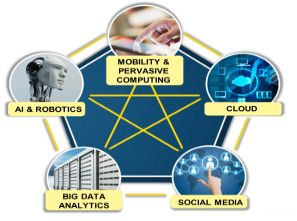 MOBILITY &
PERVASIVE
COMPUTING
AI & ROBOTICS
CLOUD
BIG DATA
ANALYTICS
SOCIAL MEDIA